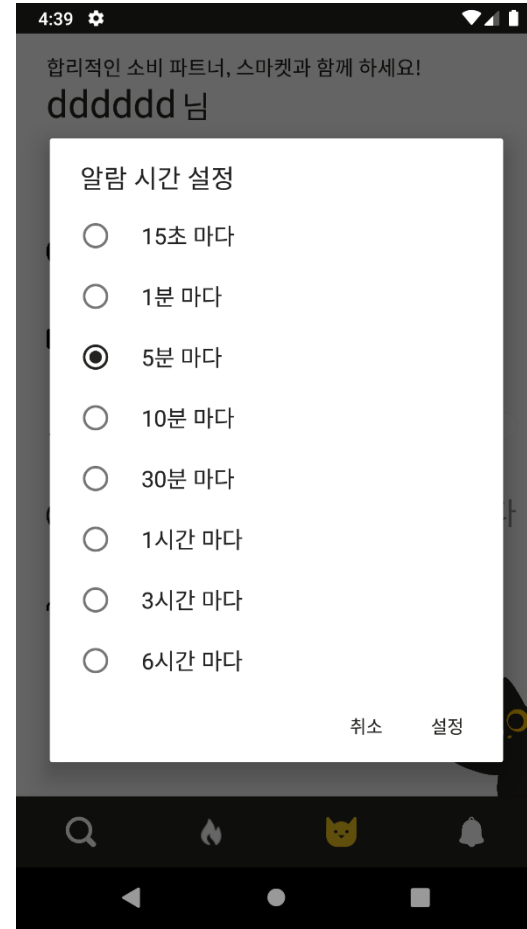 4:39
합리적인 소비 파트너, 스마켓과 함께 하세요!
dddddd 님
알람 시간 설정
15초 마다
1분 마다
5분 마다
10분 마다
30분 마다
1시간 마다
3시간 마다
6시간 마다
취소 설정